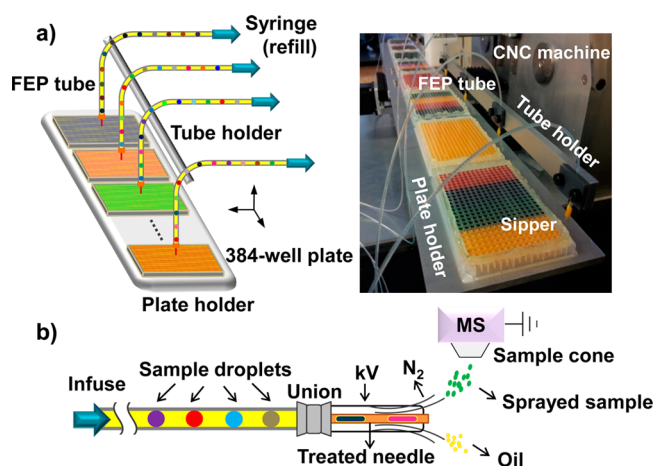 a)
Syringe
(refill)
FEP tube
Tube holder
384-well plate
Plate holder
CNC machine
FEP tube
Tube holder
Plate holder
Sipper
b)
MS
Sample cone
Infuse
Sample droplets
Union
kV
N2
Sprayed sample
Treated needle
Oil